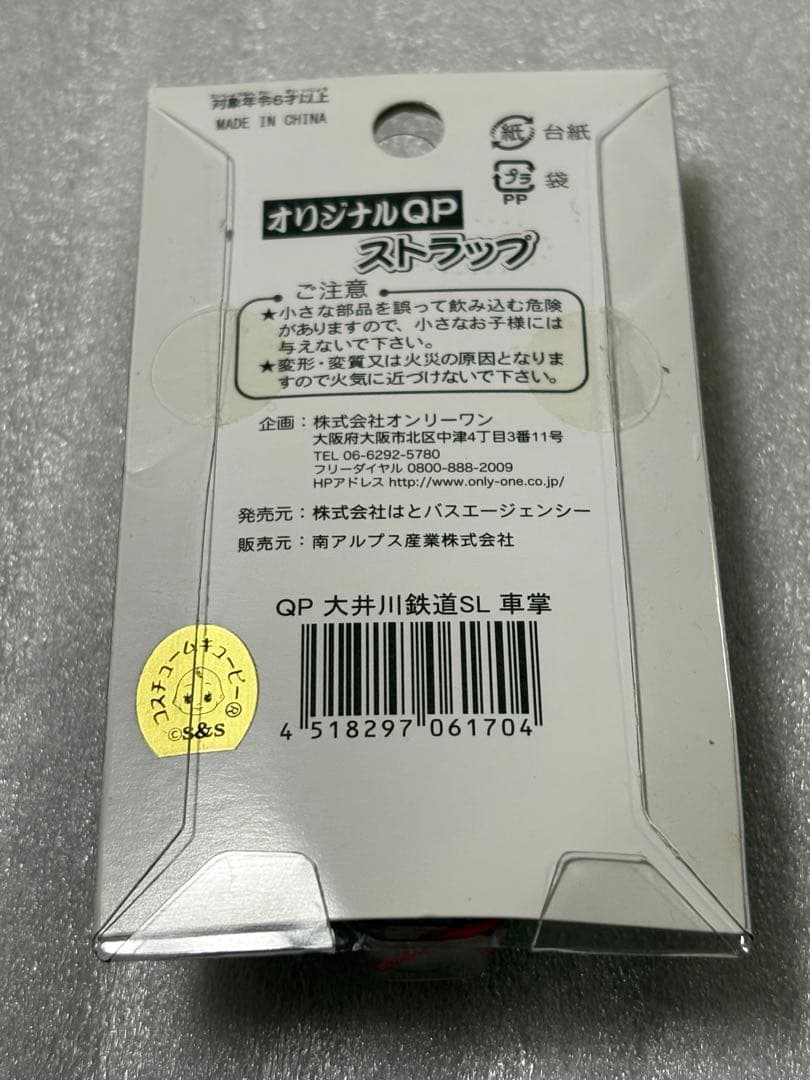 対象年令6才以上
MADE IN CHINA
紙 台紙
プラ 袋
PP
オリジナルQP
ストラップ
ご注意
★小さな部品を誤って飲み込む危険
がありますので、小さなお子様には
与えないで下さい。
★変形・変質又は火災の原因となりま
すので火気に近づけないで下さい。
企画：株式会社オンリーワン
大阪府大阪市北区中津4丁目3番11号
TEL 06-6292-5780
フリーダイヤル 0800-888-2009
HPアドレス http://www.only-one.co.jp/
発売元：株式会社はとバスエージェンシー
販売元：南アルプス産業株式会社
QP 大井川鉄道SL 車掌
4 518297 061704
コスチュームキューピー®
©S&S